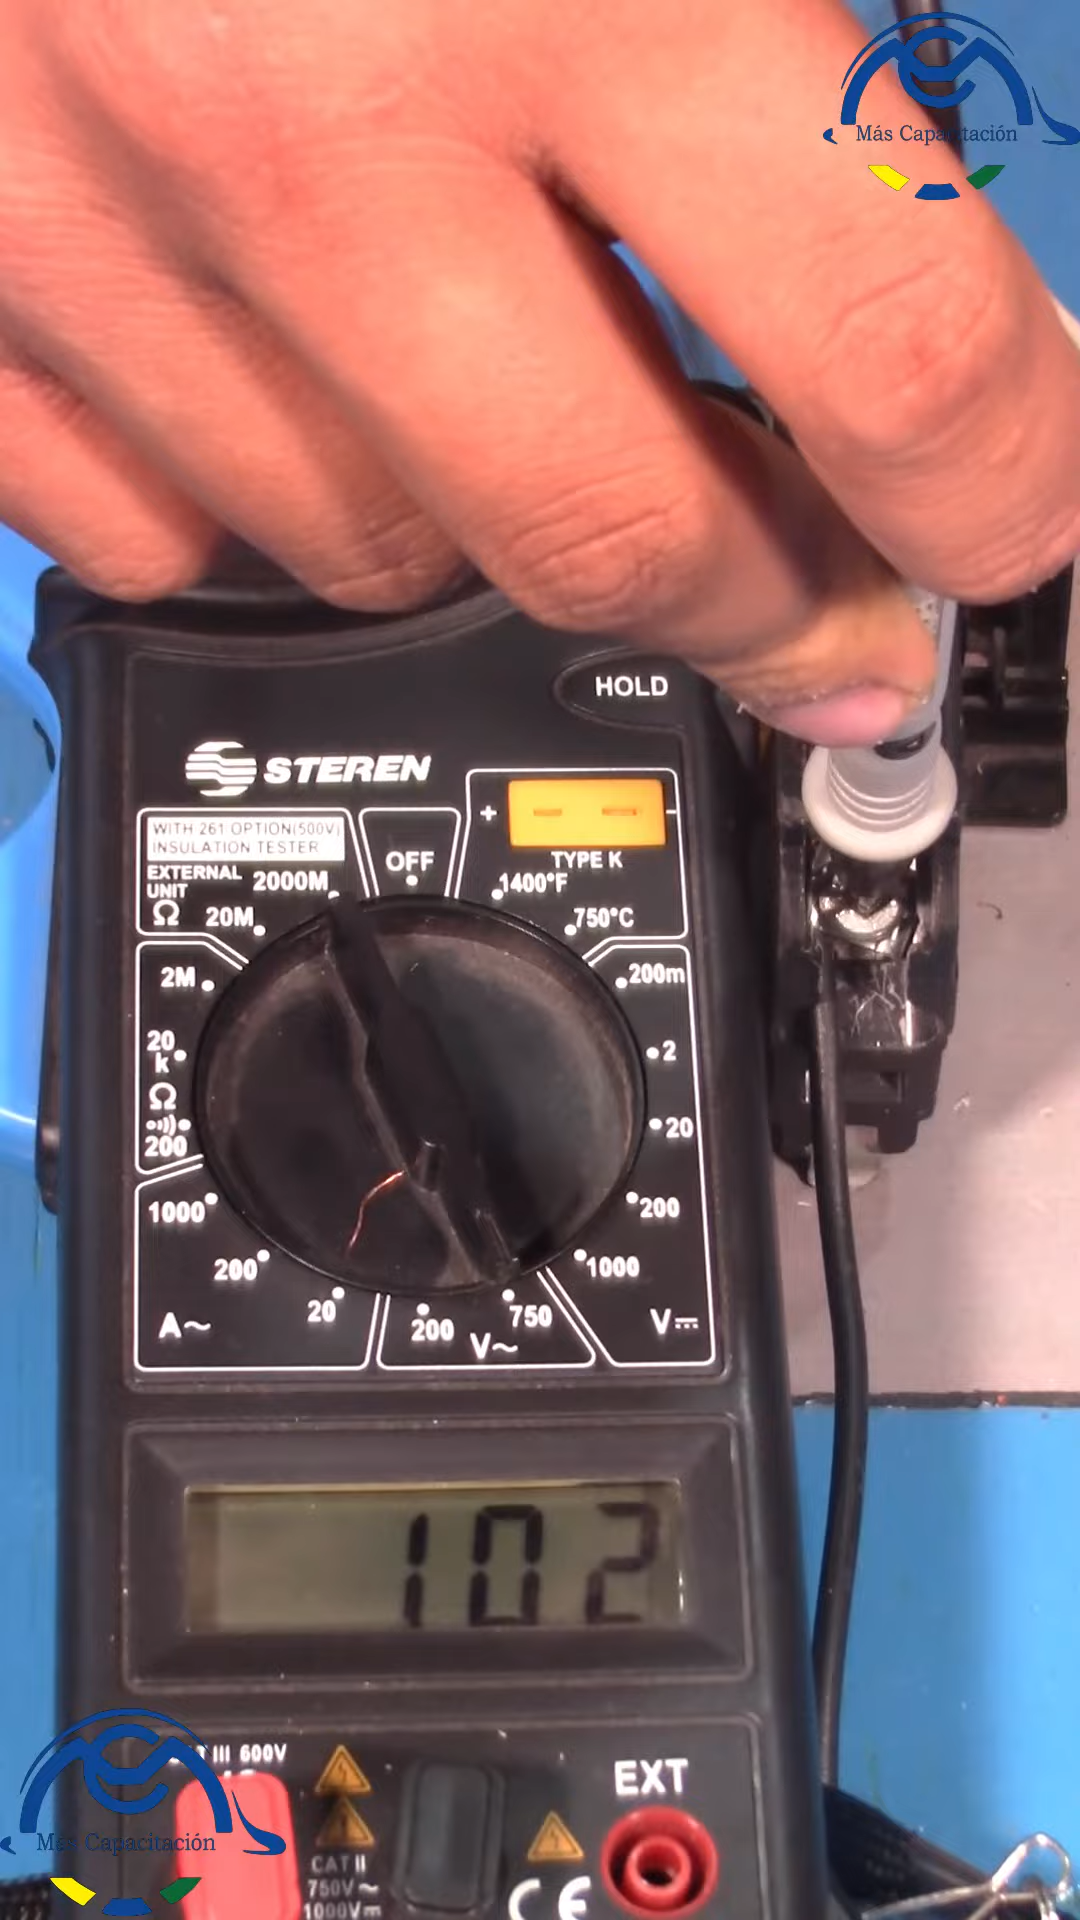 Más Capacitación
HOLD
STEREN
WITH 261 OPTION(500V)
INSULATION TESTER
EXTERNAL
UNIT
Ω
2000M
20M
OFF
+ −
TYPE K
1400°F
750°C
2M
20
k
Ω
200
200m
2
20
200
1000
V⎓
1000
200
20
A~
200
750
V~
102
III 600V
EXT
CAT II
750V~
1000V⎓
CE
Más Capacitación